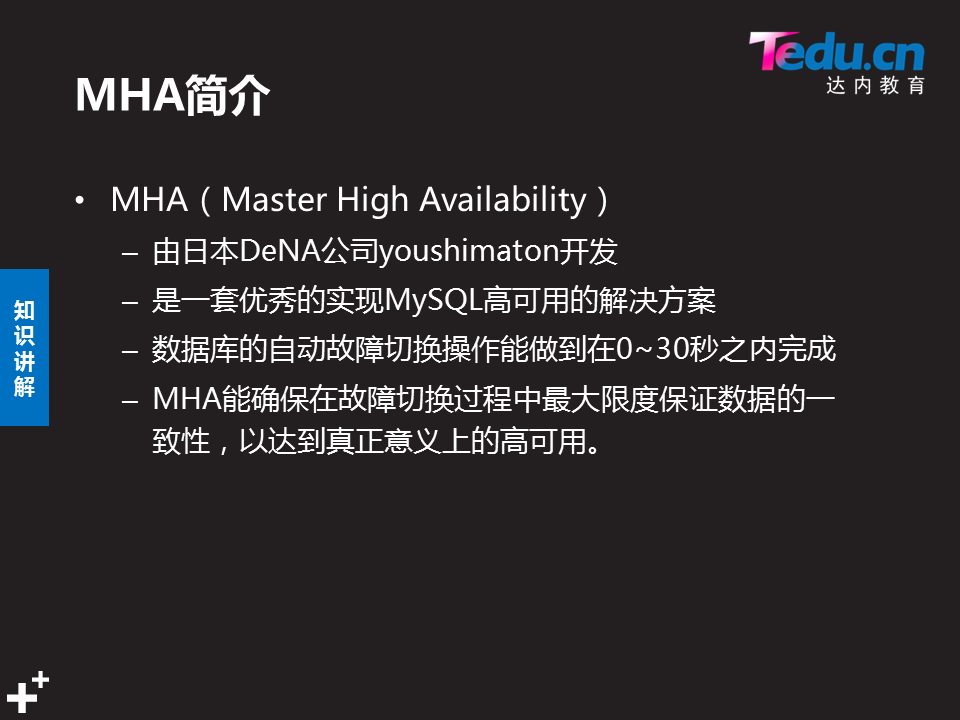 Tedu.cn
达内教育
MHA简介
• MHA（Master High Availability）
– 由日本DeNA公司youshimaton开发
– 是一套优秀的实现MySQL高可用的解决方案
– 数据库的自动故障切换操作能做到在0~30秒之内完成
– MHA能确保在故障切换过程中最大限度保证数据的一
致性，以达到真正意义上的高可用。
知
识
讲
解